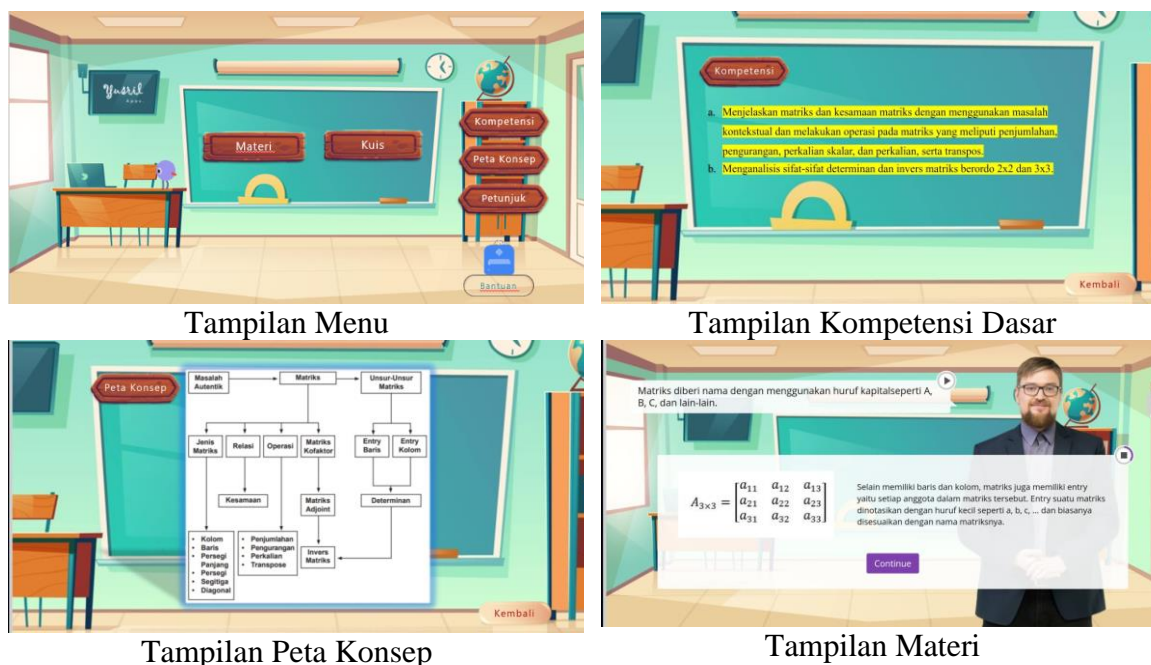 Yusril
Apps
Materi
Kuis
Kompetensi
Peta Konsep
Petunjuk
Bantuan
Tampilan Menu
Kompetensi
a. Menjelaskan matriks dan kesamaan matriks dengan menggunakan masalah
kontekstual dan melakukan operasi pada matriks yang meliputi penjumlahan,
pengurangan, perkalian skalar, dan perkalian, serta transpos.
b. Menganalisis sifat-sifat determinan dan invers matriks berordo 2x2 dan 3x3.
Kembali
Tampilan Kompetensi Dasar
Peta Konsep
Masalah
Autentik
Matriks
Unsur-Unsur
Matriks
Jenis
Matriks
Relasi
Operasi
Matriks
Kofaktor
Entry
Baris
Entry
Kolom
Kesamaan
Matriks
Adjoint
Determinan
• Kolom
• Baris
• Persegi
Panjang
• Persegi
• Segitiga
• Diagonal
• Penjumlahan
• Pengurangan
• Perkalian
• Transpose
Invers
Matriks
Kembali
Tampilan Peta Konsep
Matriks diberi nama dengan menggunakan huruf kapitalseperti A,
B, C, dan lain-lain.
A₃ₓ₃ = [a₁₁ a₁₂ a₁₃
a₂₁ a₂₂ a₂₃
a₃₁ a₃₂ a₃₃]
Selain memiliki baris dan kolom, matriks juga memiliki entry
yaitu setiap anggota dalam matriks tersebut. Entry suatu matriks
dinotasikan dengan huruf kecil seperti a, b, c, ... dan biasanya
disesuaikan dengan nama matriksnya.
Continue
Tampilan Materi